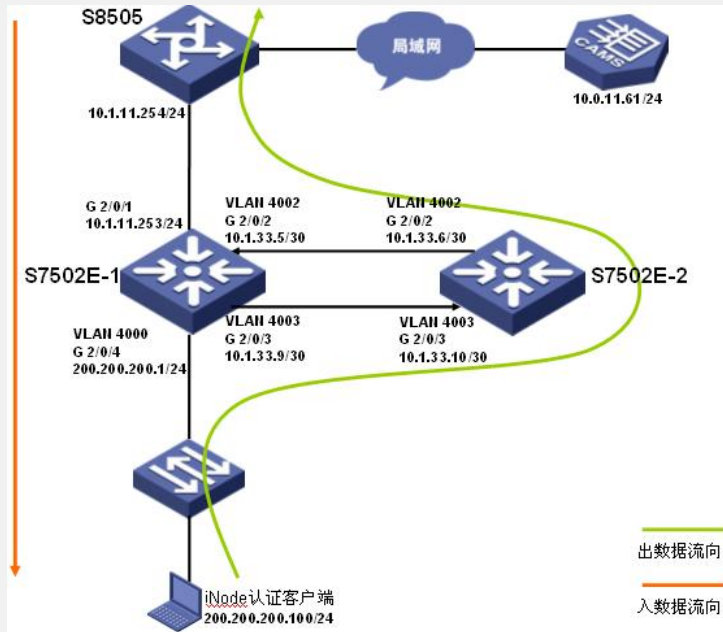 S8505
局域网
CAMS
10.0.11.61/24
10.1.11.254/24
G 2/0/1
10.1.11.253/24
VLAN 4002
G 2/0/2
10.1.33.5/30
VLAN 4002
G 2/0/2
10.1.33.6/30
S7502E-1
S7502E-2
VLAN 4000
G 2/0/4
200.200.200.1/24
VLAN 4003
G 2/0/3
10.1.33.9/30
VLAN 4003
G 2/0/3
10.1.33.10/30
出数据流向
iNode认证客户端
200.200.200.100/24
入数据流向